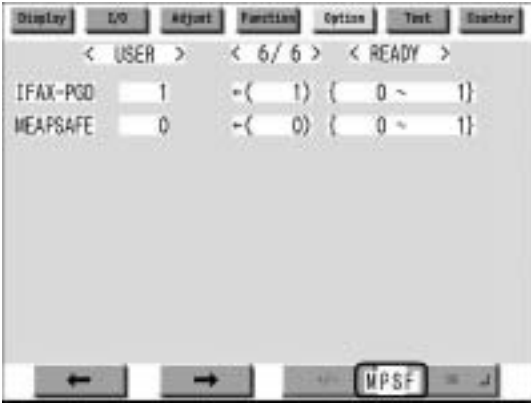 Display I/O Adjust Function Option Test Counter
< USER > < 6/ 6 > < READY >
IFAX-PGD 1 ←( 1) { 0 ~ 1}
MEAPSAFE 0 ←( 0) { 0 ~ 1}
← → +/- MPSF = ↵